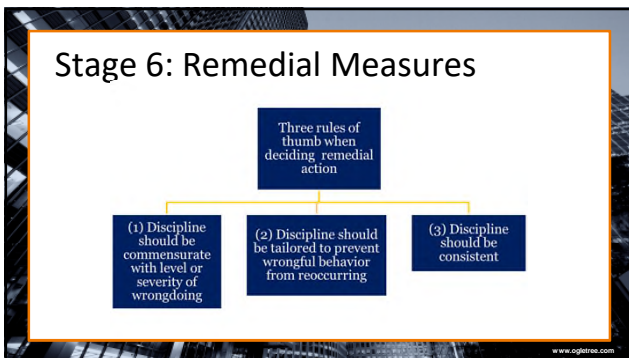 Stage 6: Remedial Measures
Three rules of
thumb when
deciding remedial
action
(1) Discipline
should be
commensurate
with level or
severity of
wrongdoing
(2) Discipline should
be tailored to prevent
wrongful behavior
from reoccurring
(3) Discipline
should be
consistent
www.ogletree.com